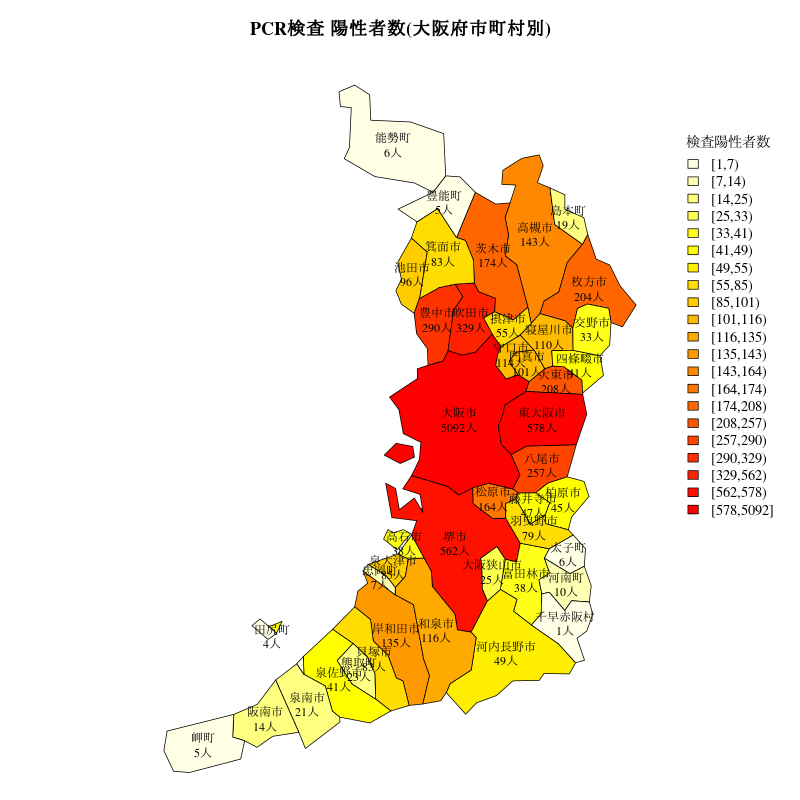 PCR検査 陽性者数(大阪府市町村別)
検査陽性者数
[1,7)
[7,14)
[14,25)
[25,33)
[33,41)
[41,49)
[49,55)
[55,85)
[85,101)
[101,116)
[116,135)
[135,143)
[143,164)
[164,174)
[174,208)
[208,257)
[257,290)
[290,329)
[329,562)
[562,578)
[578,5092]
能勢町
6人
豊能町
5人
島本町
19人
高槻市
143人
茨木市
174人
箕面市
83人
池田市
96人
枚方市
204人
豊中市
290人
吹田市
329人
摂津市
55人
寝屋川市
110人
交野市
33人
守口市
114人
門真市
101人
四條畷市
41人
大東市
208人
大阪市
5092人
東大阪市
578人
八尾市
257人
松原市
164人
藤井寺市
47人
柏原市
45人
羽曳野市
79人
堺市
562人
高石市
38人
泉大津市
忠岡町
7人
大阪狭山市
25人
富田林市
38人
太子町
6人
河南町
10人
千早赤阪村
1人
和泉市
116人
岸和田市
135人
河内長野市
49人
貝塚市
熊取町
23人
泉佐野市
41人
田尻町
4人
泉南市
21人
阪南市
14人
岬町
5人